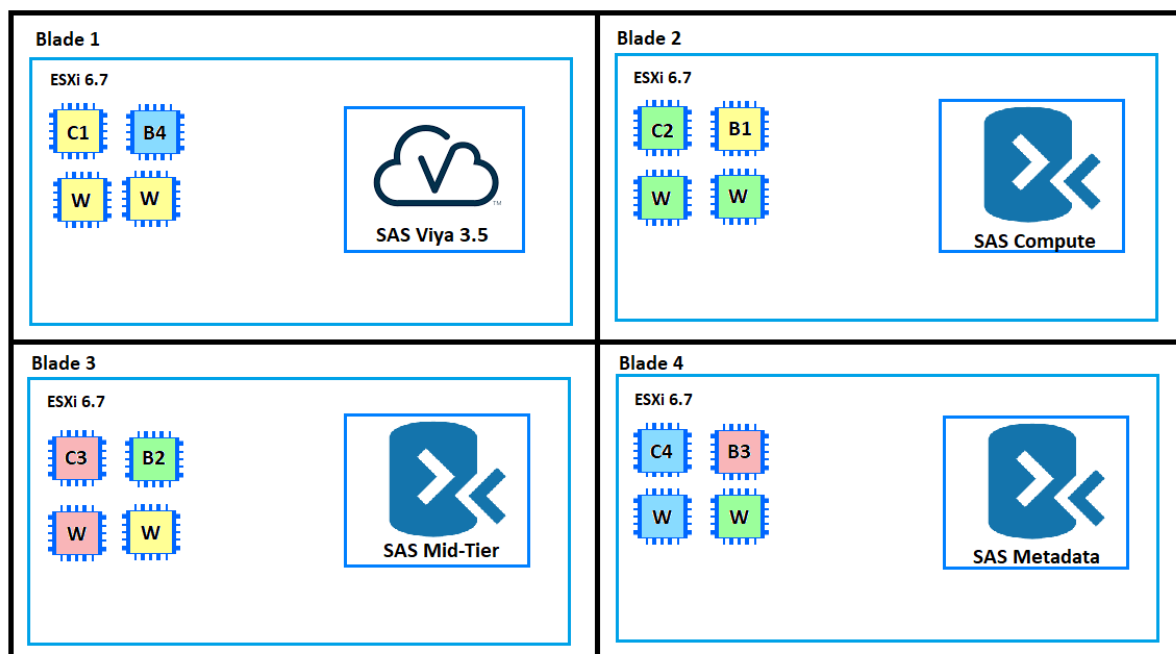 Blade 1
ESXi 6.7
C1 B4
W W
SAS Viya 3.5
TM
Blade 2
ESXi 6.7
C2 B1
W W
SAS Compute
Blade 3
ESXi 6.7
C3 B2
W W
SAS Mid-Tier
Blade 4
ESXi 6.7
C4 B3
W W
SAS Metadata